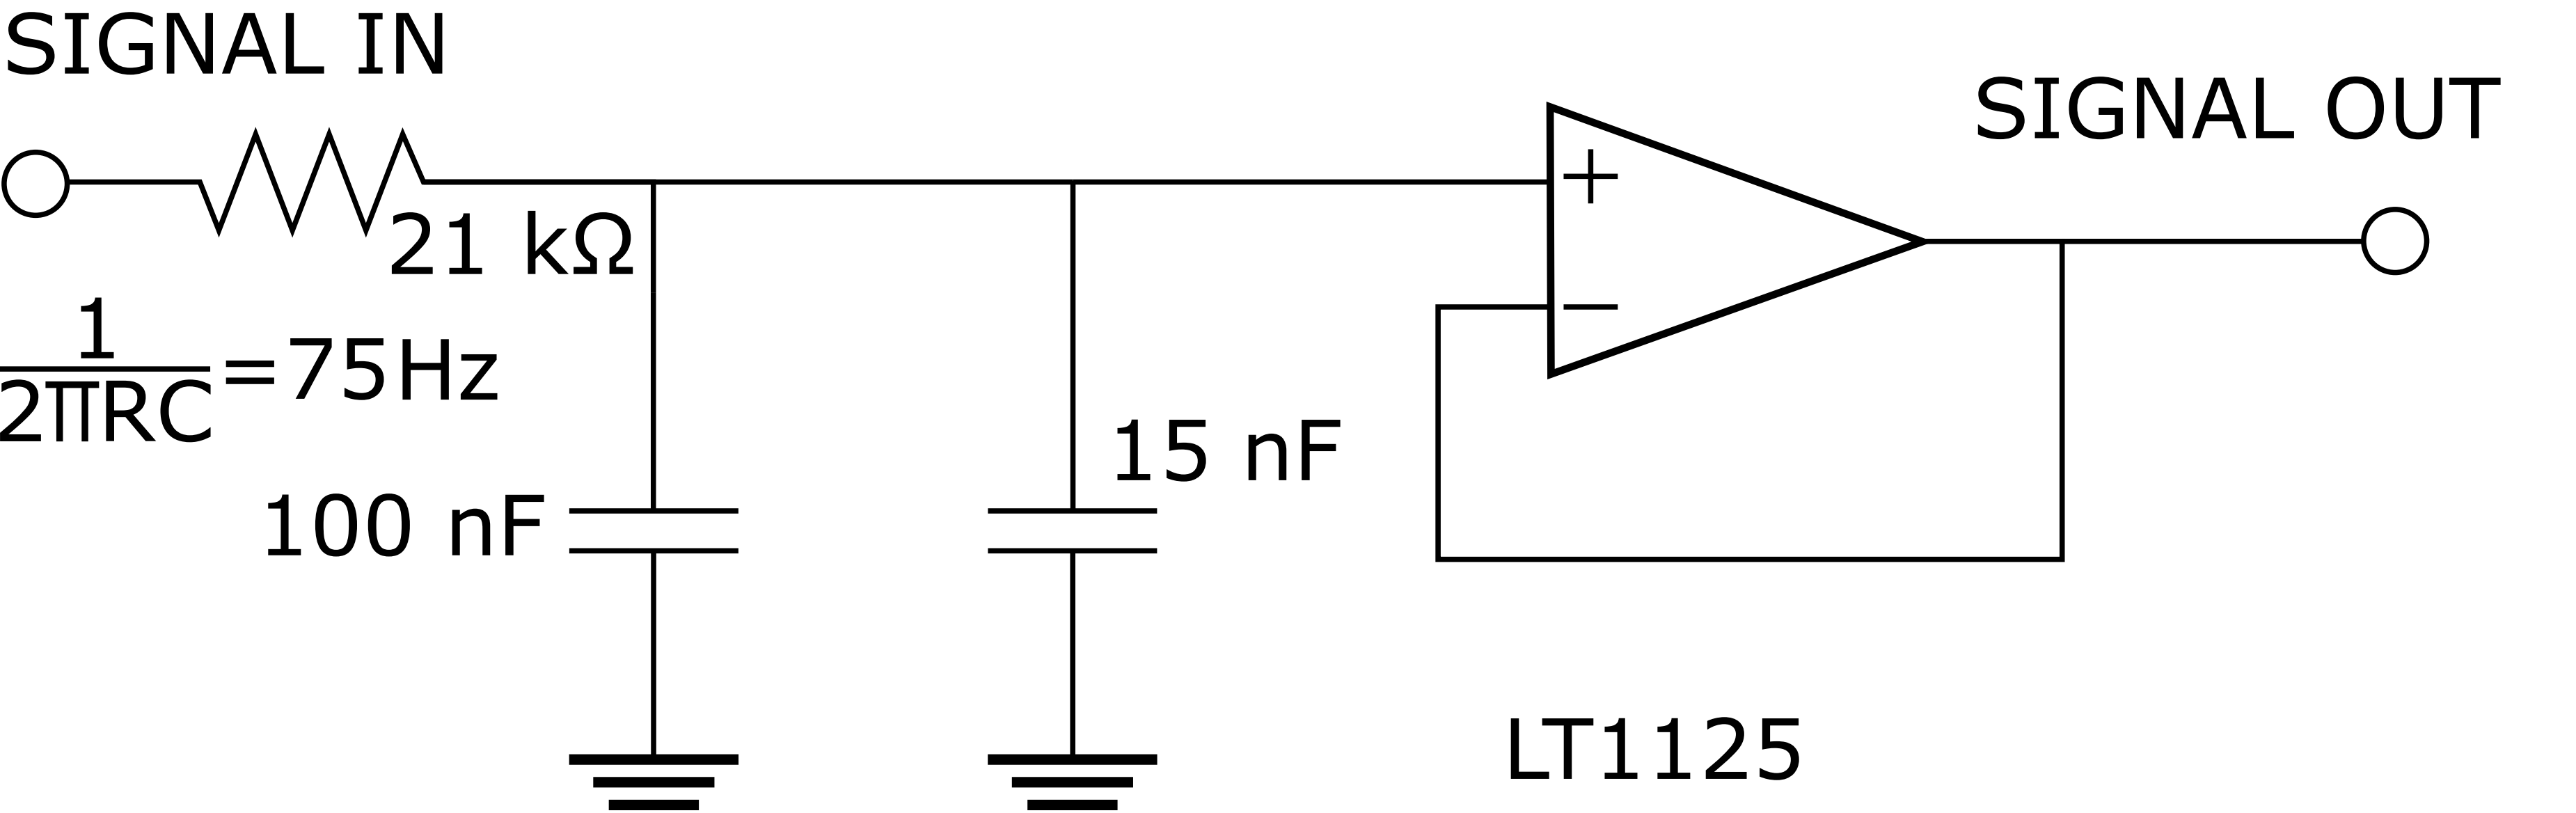 SIGNAL IN
SIGNAL OUT
+
21 kΩ
1
2πRC
=75Hz
−
15 nF
100 nF
LT1125